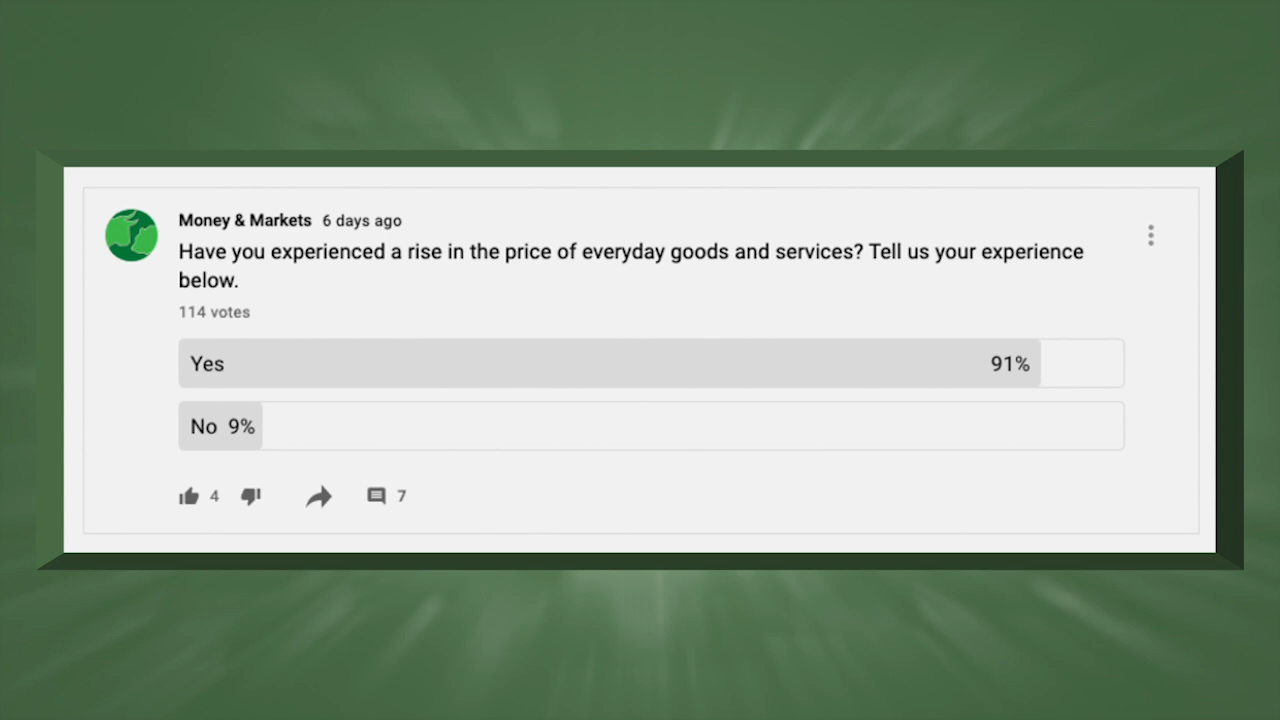 Money & Markets 6 days ago
Have you experienced a rise in the price of everyday goods and services? Tell us your experience
below.
114 votes
Yes 91%
No 9%
4 7